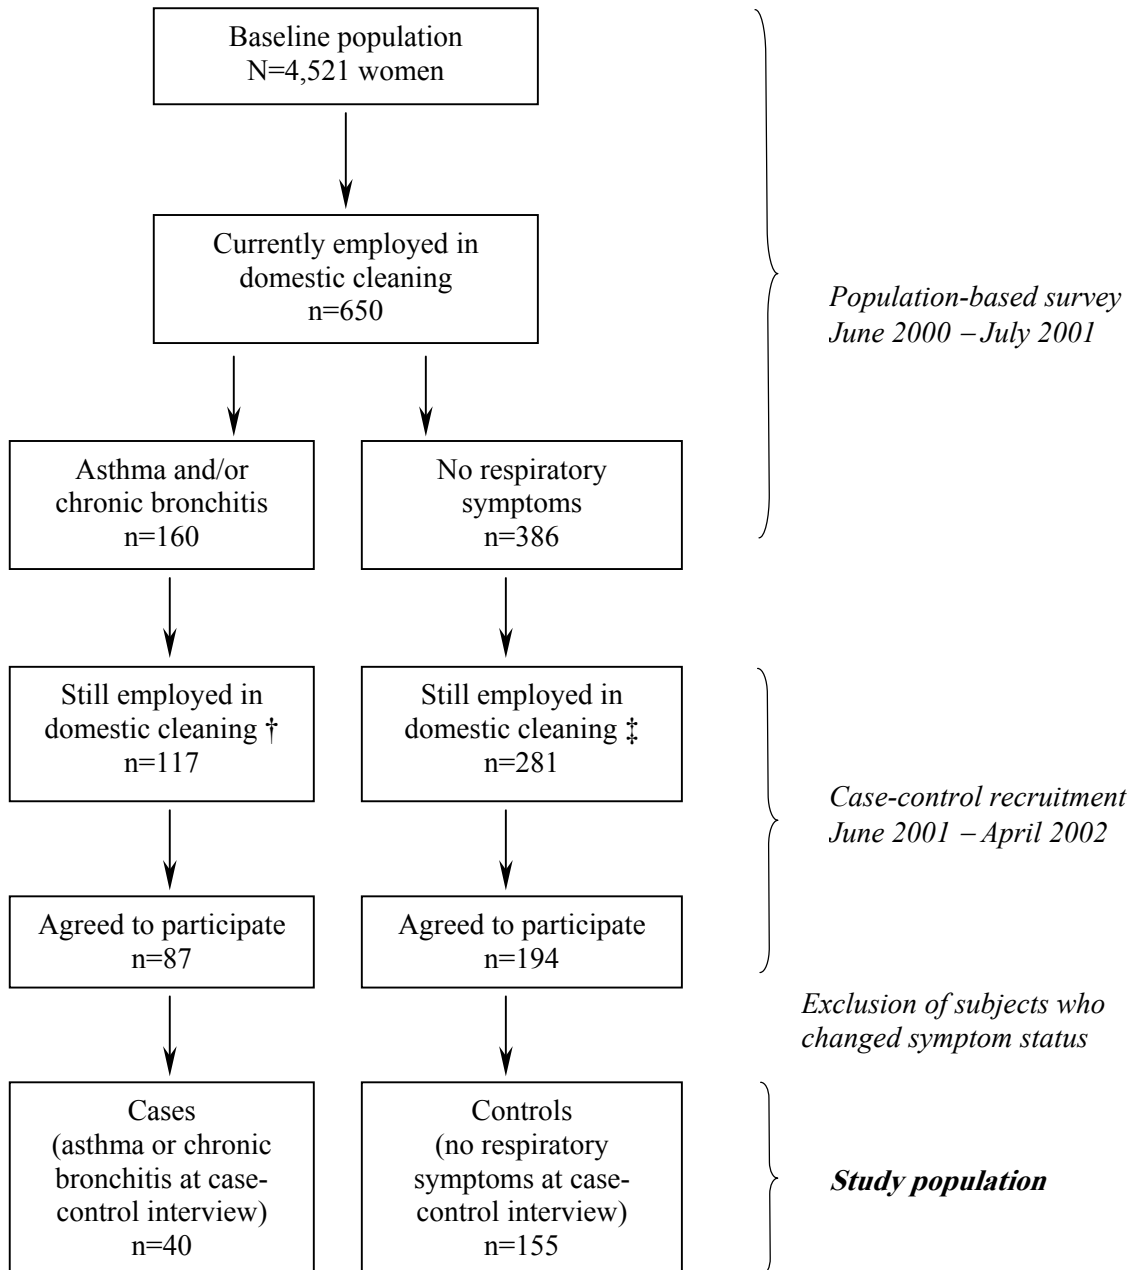 Baseline population
N=4,521 women
Currently employed in
domestic cleaning
n=650
Population-based survey
June 2000 – July 2001
Asthma and/or
chronic bronchitis
n=160
No respiratory
symptoms
n=386
Still employed in
domestic cleaning †
n=117
Still employed in
domestic cleaning ‡
n=281
Case-control recruitment
June 2001 – April 2002
Agreed to participate
n=87
Agreed to participate
n=194
Exclusion of subjects who
changed symptom status
Cases
(asthma or chronic
bronchitis at case-
control interview)
n=40
Controls
(no respiratory
symptoms at case-
control interview)
n=155
Study population